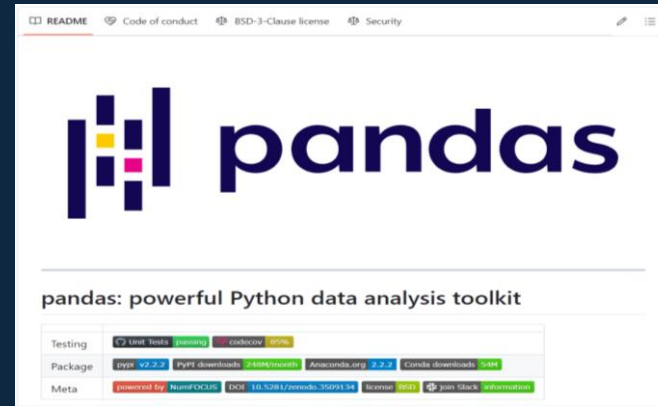 README Code of conduct BSD-3-Clause license Security
pandas
pandas: powerful Python data analysis toolkit
Testing Unit Tests passing codecov 85%
Package pypi v2.2.2 PyPI downloads 248M/month Anaconda.org 2.2.2 Conda downloads 54M
Meta powered by NumFOCUS DOI 10.5281/zenodo.3509134 license BSD join Slack information